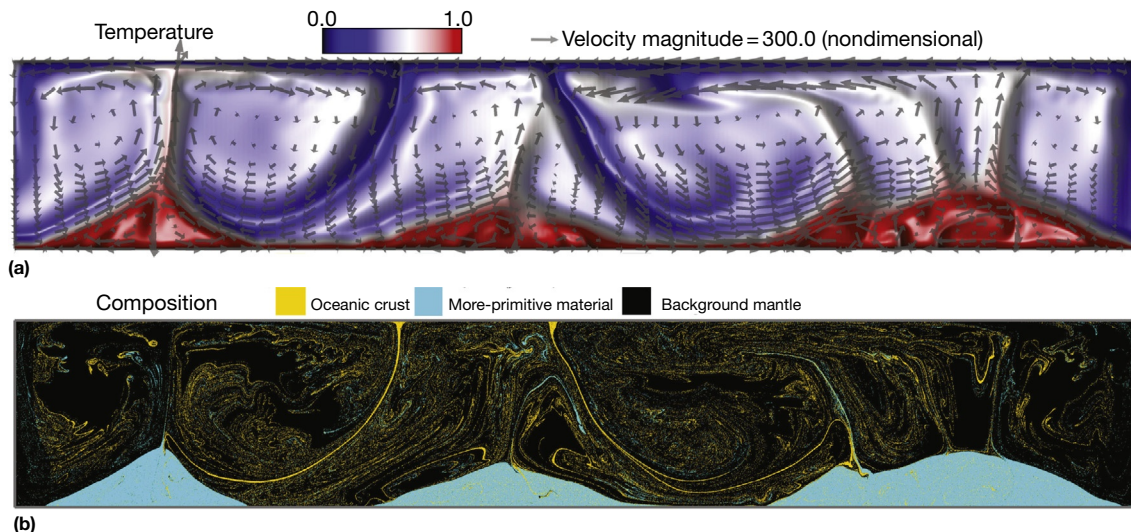 0.0 1.0
Temperature
Velocity magnitude = 300.0 (nondimensional)
(a)
Composition Oceanic crust More-primitive material Background mantle
(b)